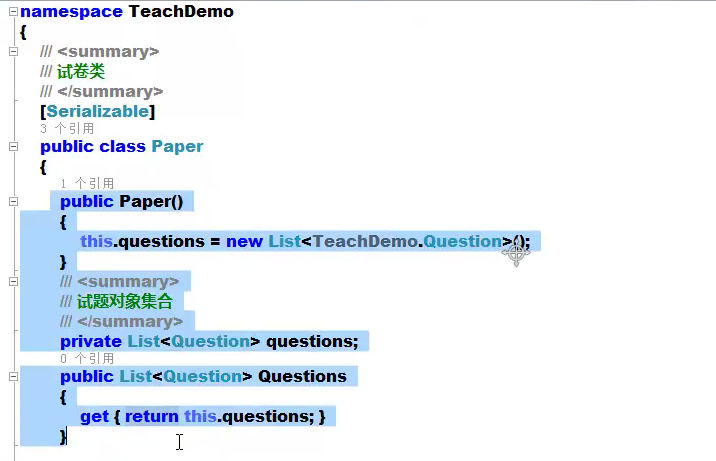 namespace TeachDemo
{
/// <summary>
/// 试卷类
/// </summary>
[Serializable]
3 个引用
public class Paper
{
1 个引用
public Paper()
{
this.questions = new List<TeachDemo.Question>();
}
/// <summary>
/// 试题对象集合
/// </summary>
private List<Question> questions;
0 个引用
public List<Question> Questions
{
get { return this.questions; }
}